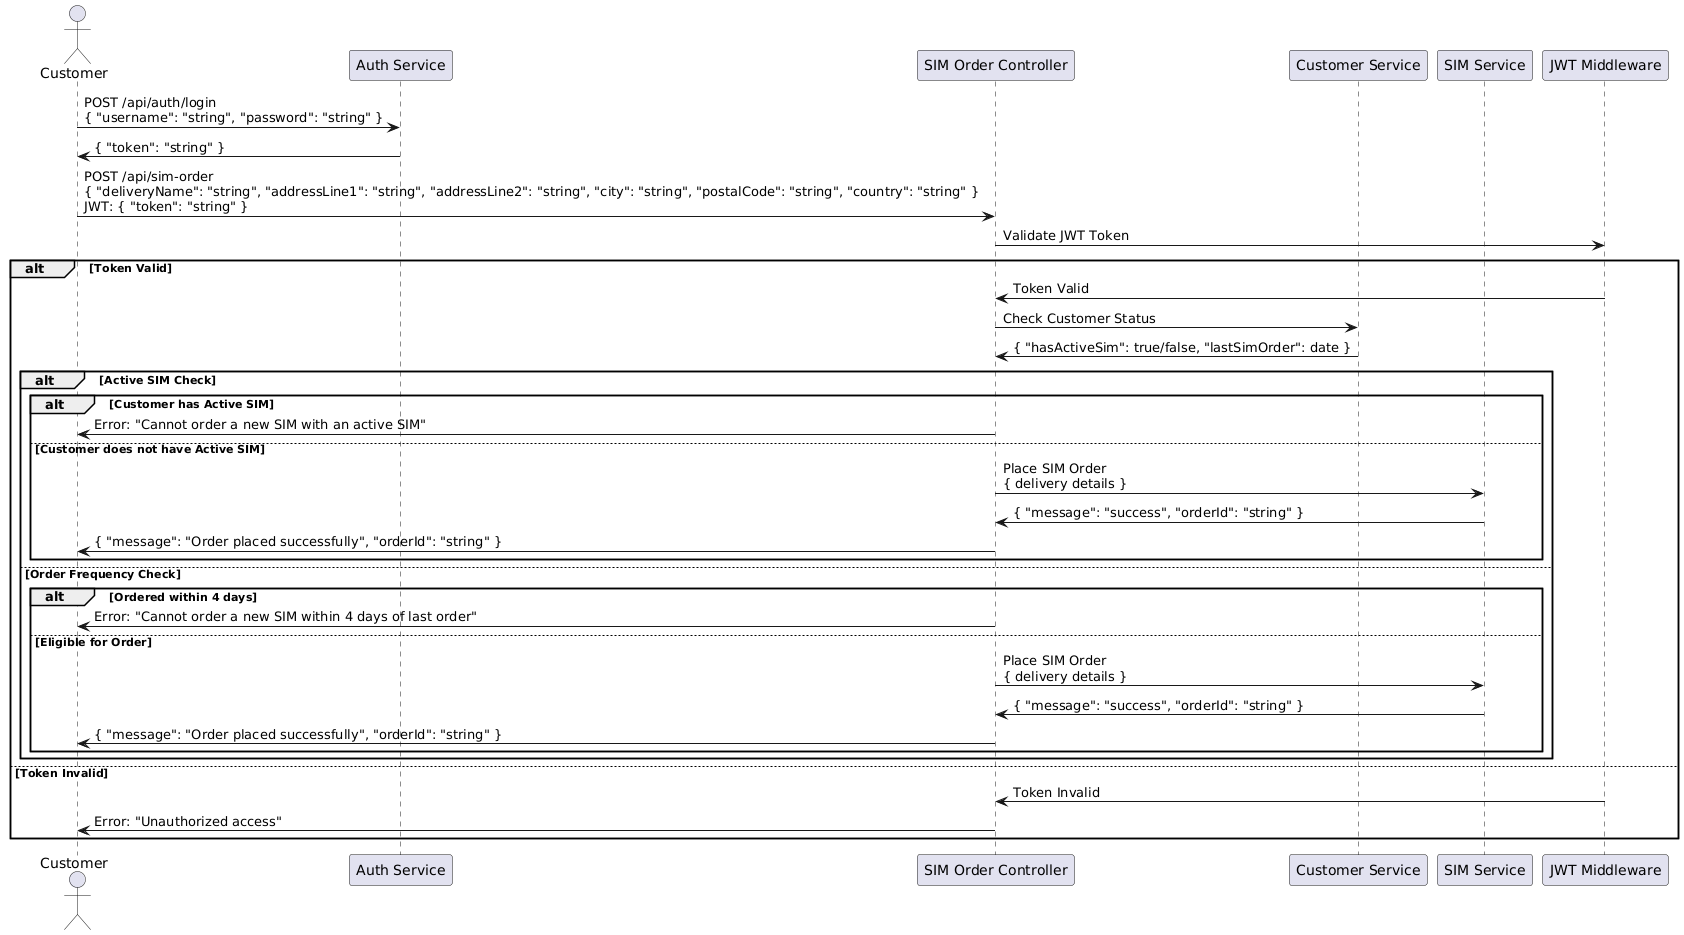 Customer
Auth Service
SIM Order Controller
Customer Service
SIM Service
JWT Middleware
POST /api/auth/login
{ "username": "string", "password": "string" }
{ "token": "string" }
POST /api/sim-order
{ "deliveryName": "string", "addressLine1": "string", "addressLine2": "string", "city": "string", "postalCode": "string", "country": "string" }
JWT: { "token": "string" }
Validate JWT Token
alt [Token Valid]
Token Valid
Check Customer Status
{ "hasActiveSim": true/false, "lastSimOrder": date }
alt [Active SIM Check]
alt [Customer has Active SIM]
Error: "Cannot order a new SIM with an active SIM"
[Customer does not have Active SIM]
Place SIM Order
{ delivery details }
{ "message": "success", "orderId": "string" }
{ "message": "Order placed successfully", "orderId": "string" }
[Order Frequency Check]
alt [Ordered within 4 days]
Error: "Cannot order a new SIM within 4 days of last order"
[Eligible for Order]
Place SIM Order
{ delivery details }
{ "message": "success", "orderId": "string" }
{ "message": "Order placed successfully", "orderId": "string" }
[Token Invalid]
Token Invalid
Error: "Unauthorized access"
Customer
Auth Service
SIM Order Controller
Customer Service
SIM Service
JWT Middleware